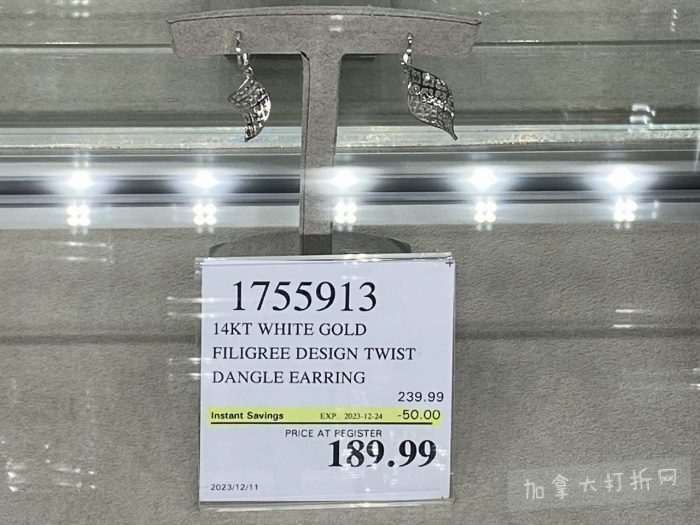 1755913
14KT WHITE GOLD
FILIGREE DESIGN TWIST
DANGLE EARRING
239.99
Instant Savings EXP. 2023-12-24 -50.00
PRICE AT REGISTER
189.99
2023/12/11
加拿大打折网